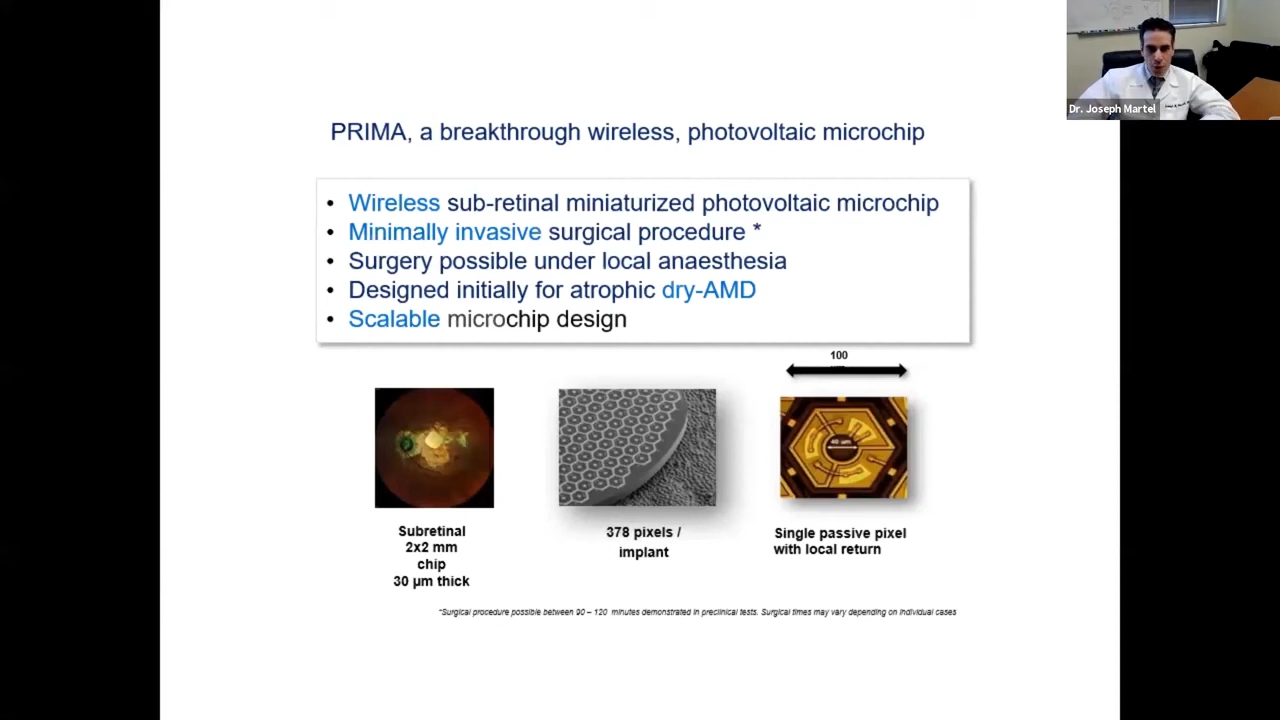 Dr. Joseph Martel
PRIMA, a breakthrough wireless, photovoltaic microchip
• Wireless sub-retinal miniaturized photovoltaic microchip
• Minimally invasive surgical procedure *
• Surgery possible under local anaesthesia
• Designed initially for atrophic dry-AMD
• Scalable microchip design
100
40 um
Subretinal
2x2 mm
chip
30 µm thick
378 pixels /
implant
Single passive pixel
with local return
*Surgical procedure possible between 90 – 120 minutes demonstrated in preclinical tests. Surgical times may vary depending on individual cases